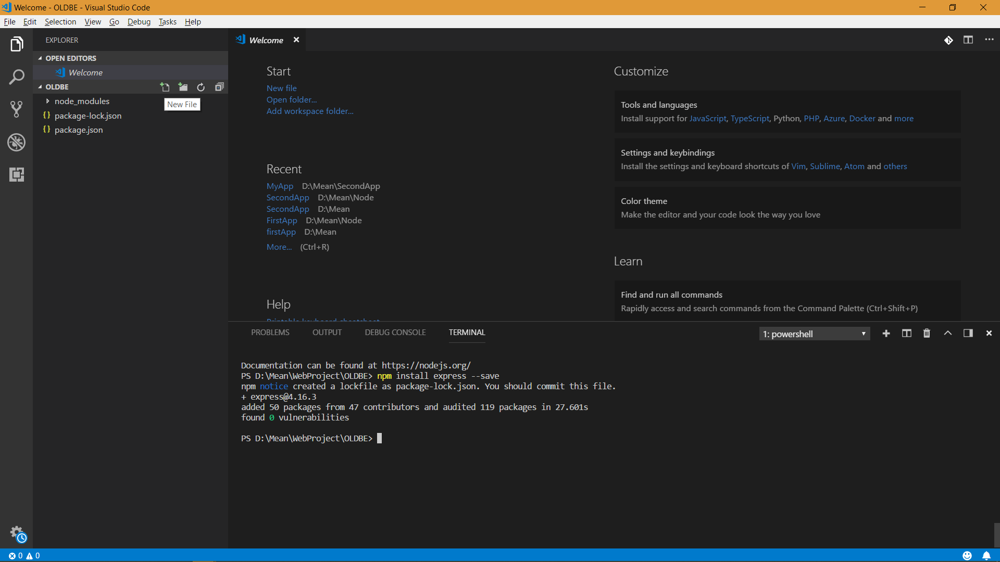 Welcome - OLDBE - Visual Studio Code
File Edit Selection View Go Debug Tasks Help
EXPLORER
OPEN EDITORS
Welcome
OLDBE
New File
node_modules
package-lock.json
package.json
Welcome
Start
New file
Open folder...
Add workspace folder...
Recent
MyApp D:\Mean\SecondApp
SecondApp D:\Mean\Node
SecondApp D:\Mean
FirstApp D:\Mean\Node
firstApp D:\Mean
More... (Ctrl+R)
Help
Printable keyboard cheatsheet
Customize
Tools and languages
Install support for JavaScript, TypeScript, Python, PHP, Azure, Docker and more
Settings and keybindings
Install the settings and keyboard shortcuts of Vim, Sublime, Atom and others
Color theme
Make the editor and your code look the way you love
Learn
Find and run all commands
Rapidly access and search commands from the Command Palette (Ctrl+Shift+P)
PROBLEMS OUTPUT DEBUG CONSOLE TERMINAL
1: powershell
Documentation can be found at https://nodejs.org/
PS D:\Mean\WebProject\OLDBE> npm install express --save
npm notice created a lockfile as package-lock.json. You should commit this file.
+ express@4.16.3
added 50 packages from 47 contributors and audited 119 packages in 27.601s
found 0 vulnerabilities
PS D:\Mean\WebProject\OLDBE>
0 0